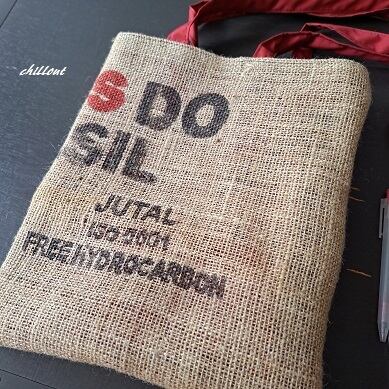 chillout
S DO
SIL
JUTAL
ISO 2001
FREE HYDROCARBON